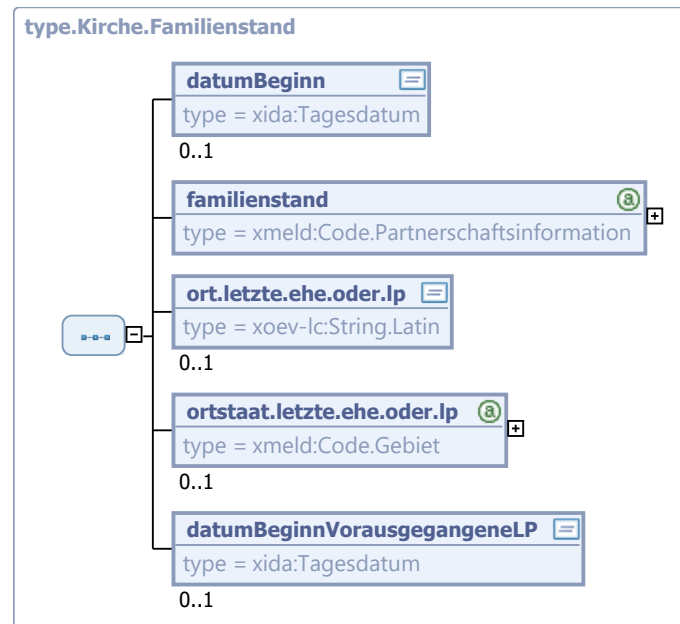 type.Kirche.Familienstand
datumBeginn
type = xida:Tagesdatum
0..1
familienstand
type = xmeld:Code.Partnerschaftsinformation
ort.letzte.ehe.oder.lp
type = xoev-lc:String.Latin
0..1
ortstaat.letzte.ehe.oder.lp
type = xmeld:Code.Gebiet
0..1
datumBeginnVorausgegangeneLP
type = xida:Tagesdatum
0..1